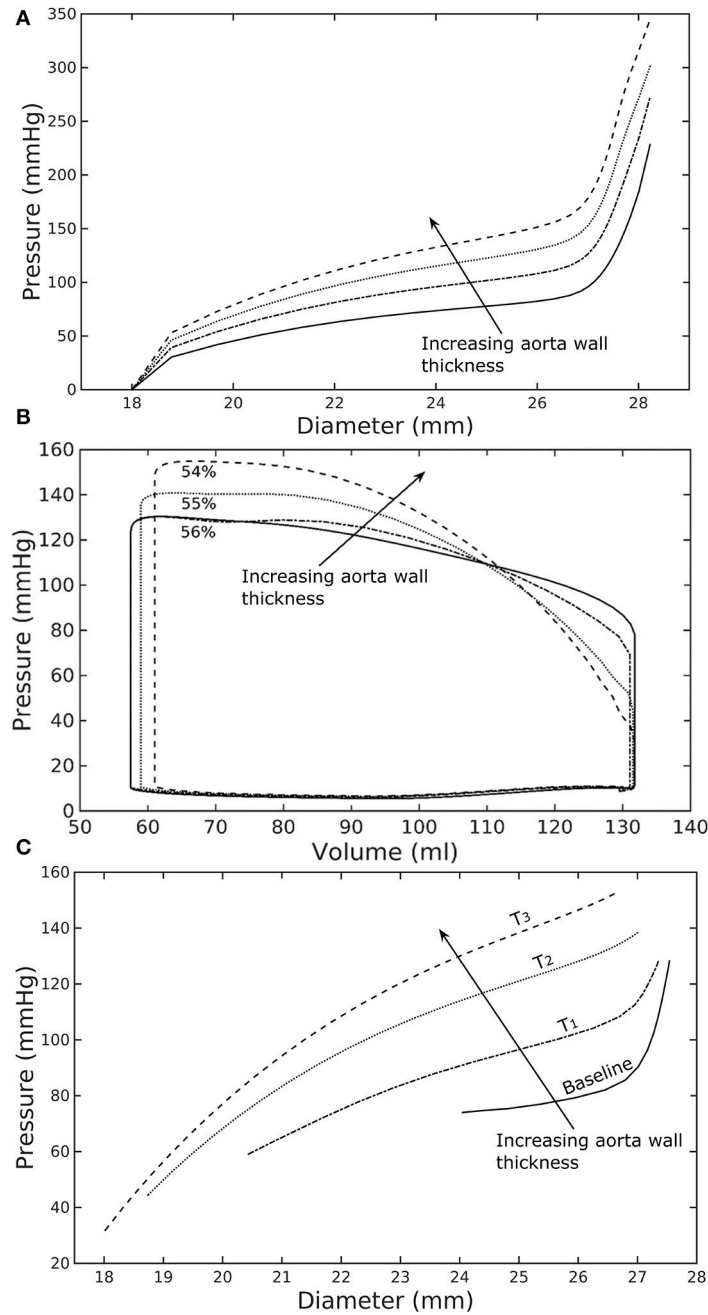 A
350
300
250
200
150
100
50
0
Pressure (mmHg)
Increasing aorta wall
thickness
18 20 22 24 26 28
Diameter (mm)
B
160
140
120
100
80
60
40
20
0
Pressure (mmHg)
54%
55%
56%
Increasing aorta wall
thickness
50 60 70 80 90 100 110 120 130 140
Volume (ml)
C
160
140
120
100
80
60
40
20
Pressure (mmHg)
T3
T2
T1
Baseline
Increasing aorta wall
thickness
18 19 20 21 22 23 24 25 26 27 28
Diameter (mm)